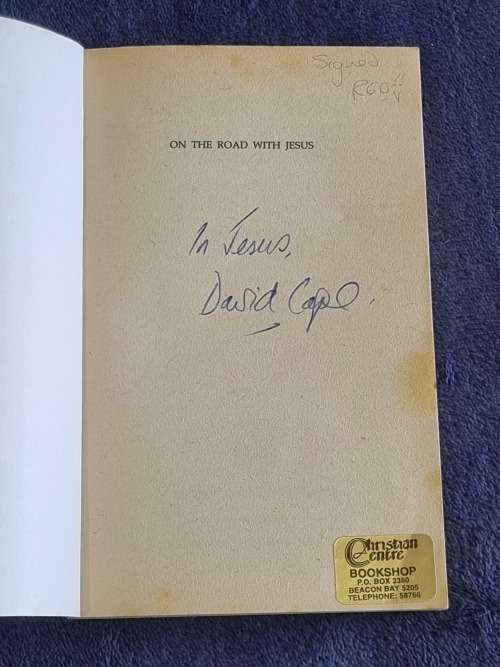 Signed
R60
ON THE ROAD WITH JESUS
In Jesus,
David Cape.
Christian
Centre
BOOKSHOP
P.O. BOX 2360
BEACON BAY 5205
TELEPHONE: 58766